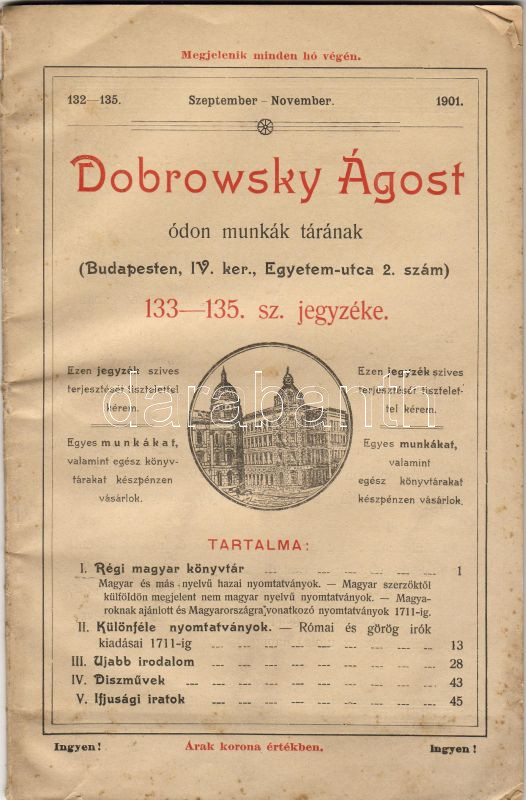 Megjelenik minden hó végén.
132—135. Szeptember – November. 1901.
Dobrowsky Ágost
ódon munkák tárának
(Budapesten, IV. ker., Egyetem-utca 2. szám)
133—135. sz. jegyzéke.
Ezen jegyzék szives
terjesztését tisztelettel
kérem.
Egyes munkákat,
valamint egész könyv-
tárakat készpénzen
vásárlok.
Ezen jegyzék szives
terjesztését tisztelet-
tel kérem.
Egyes munkákat,
valamint
egész könyvtárakat
készpénzen vásárlok.
darabanth
TARTALMA:
I. Régi magyar könyvtár 1
Magyar és más nyelvű hazai nyomtatványok. — Magyar szerzőktől
külföldön megjelent nem magyar nyelvű nyomtatványok. — Magya-
roknak ajánlott és Magyarországra vonatkozó nyomtatványok 1711-ig.
II. Különféle nyomtatványok. — Római és görög irók
kiadásai 1711-ig 13
III. Ujabb irodalom 28
IV. Diszművek 43
V. Ifjusági iratok 45
Ingyen! Árak korona értékben. Ingyen!